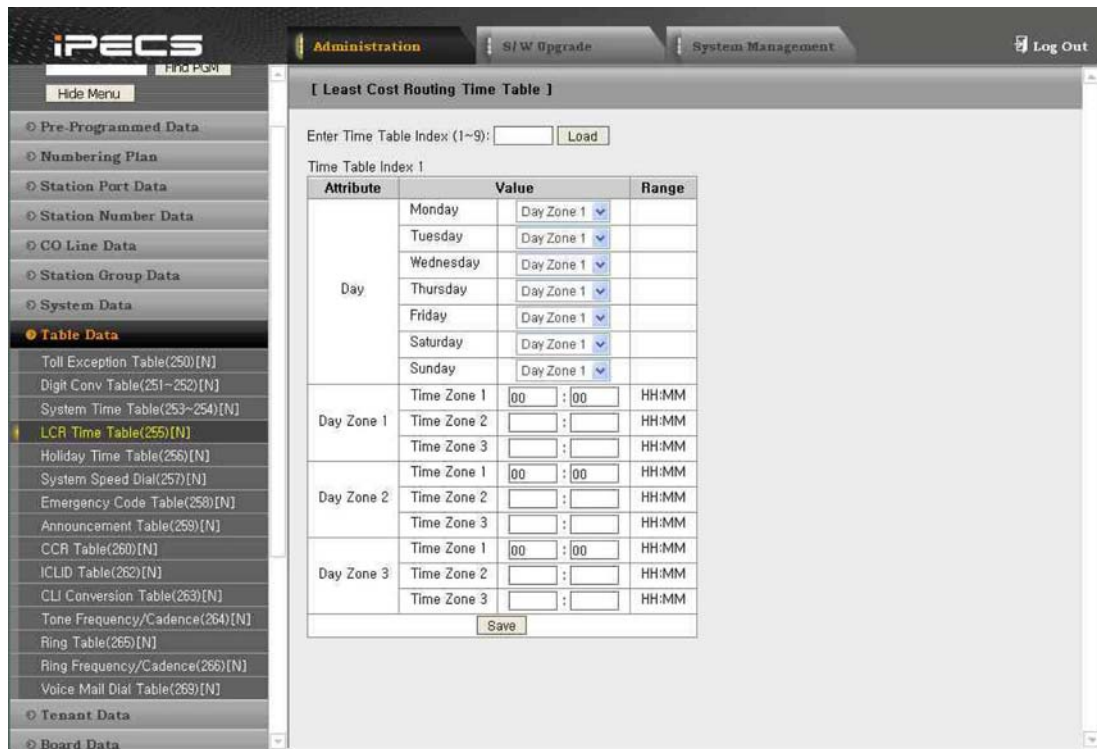 iPECS
Administration
S/W Upgrade
System Management
Log Out
Find PGM
Hide Menu
Pre-Programmed Data
Numbering Plan
Station Port Data
Station Number Data
CO Line Data
Station Group Data
System Data
Table Data
Toll Exception Table(250)[N]
Digit Conv Table(251~252)[N]
System Time Table(253~254)[N]
LCR Time Table(255)[N]
Holiday Time Table(256)[N]
System Speed Dial(257)[N]
Emergency Code Table(258)[N]
Announcement Table(259)[N]
CCR Table(260)[N]
ICLID Table(262)[N]
CLI Conversion Table(263)[N]
Tone Frequency/Cadence(264)[N]
Ring Table(265)[N]
Ring Frequency/Cadence(266)[N]
Voice Mail Dial Table(269)[N]
Tenant Data
Board Data
[ Least Cost Routing Time Table ]
Enter Time Table Index (1~9): Load
Time Table Index 1
Attribute Value Range
Day
Monday Day Zone 1
Tuesday Day Zone 1
Wednesday Day Zone 1
Thursday Day Zone 1
Friday Day Zone 1
Saturday Day Zone 1
Sunday Day Zone 1
Day Zone 1
Time Zone 1 00 : 00 HH:MM
Time Zone 2 : HH:MM
Time Zone 3 : HH:MM
Day Zone 2
Time Zone 1 00 : 00 HH:MM
Time Zone 2 : HH:MM
Time Zone 3 : HH:MM
Day Zone 3
Time Zone 1 00 : 00 HH:MM
Time Zone 2 : HH:MM
Time Zone 3 : HH:MM
Save